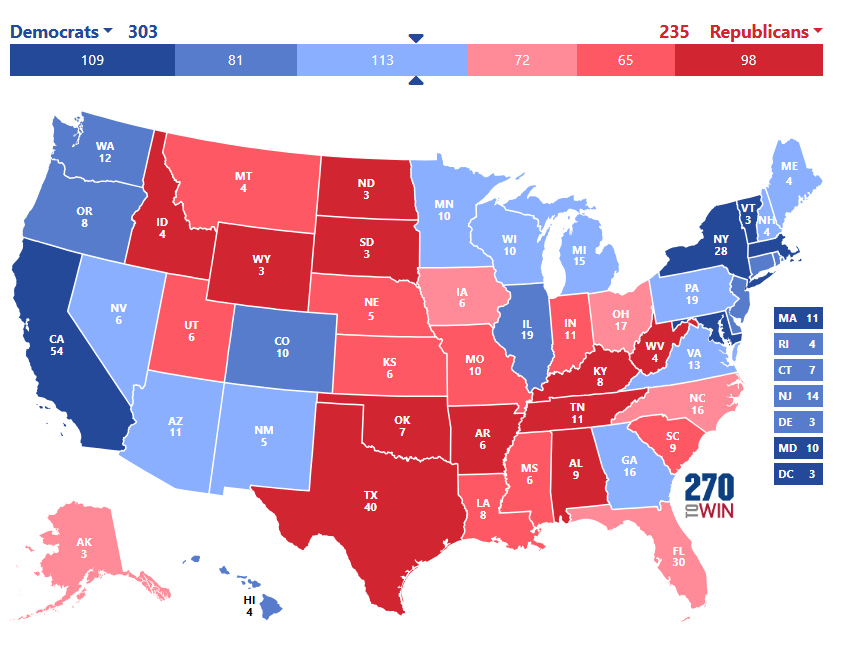 Democrats 303
235 Republicans
109 81 113 72 65 98
WA
12
OR
8
CA
54
ID
4
NV
6
MT
4
WY
3
UT
6
AZ
11
CO
10
NM
5
ND
3
SD
3
NE
5
KS
6
OK
7
TX
40
MN
10
IA
6
MO
10
AR
6
LA
8
WI
10
IL
19
MS
6
MI
15
IN
11
KY
8
TN
11
AL
9
OH
17
WV
4
GA
16
FL
30
SC
9
NC
16
VA
13
PA
19
NY
28
VT
3
NH
4
ME
4
MA 11
RI 4
CT 7
NJ 14
DE 3
MD 10
DC 3
AK
3
HI
4
270
TO WIN